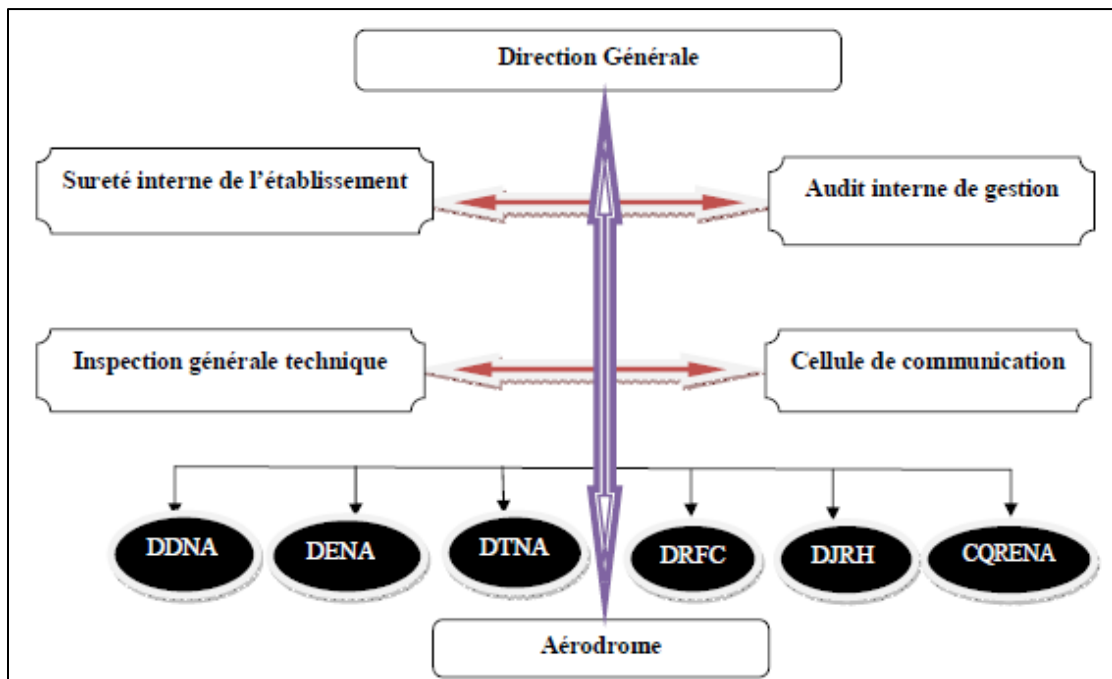 Direction Générale
Sureté interne de l’établissement
Audit interne de gestion
Inspection générale technique
Cellule de communication
DDNA
DENA
DTNA
DRFC
DJRH
CQRENA
Aérodrome